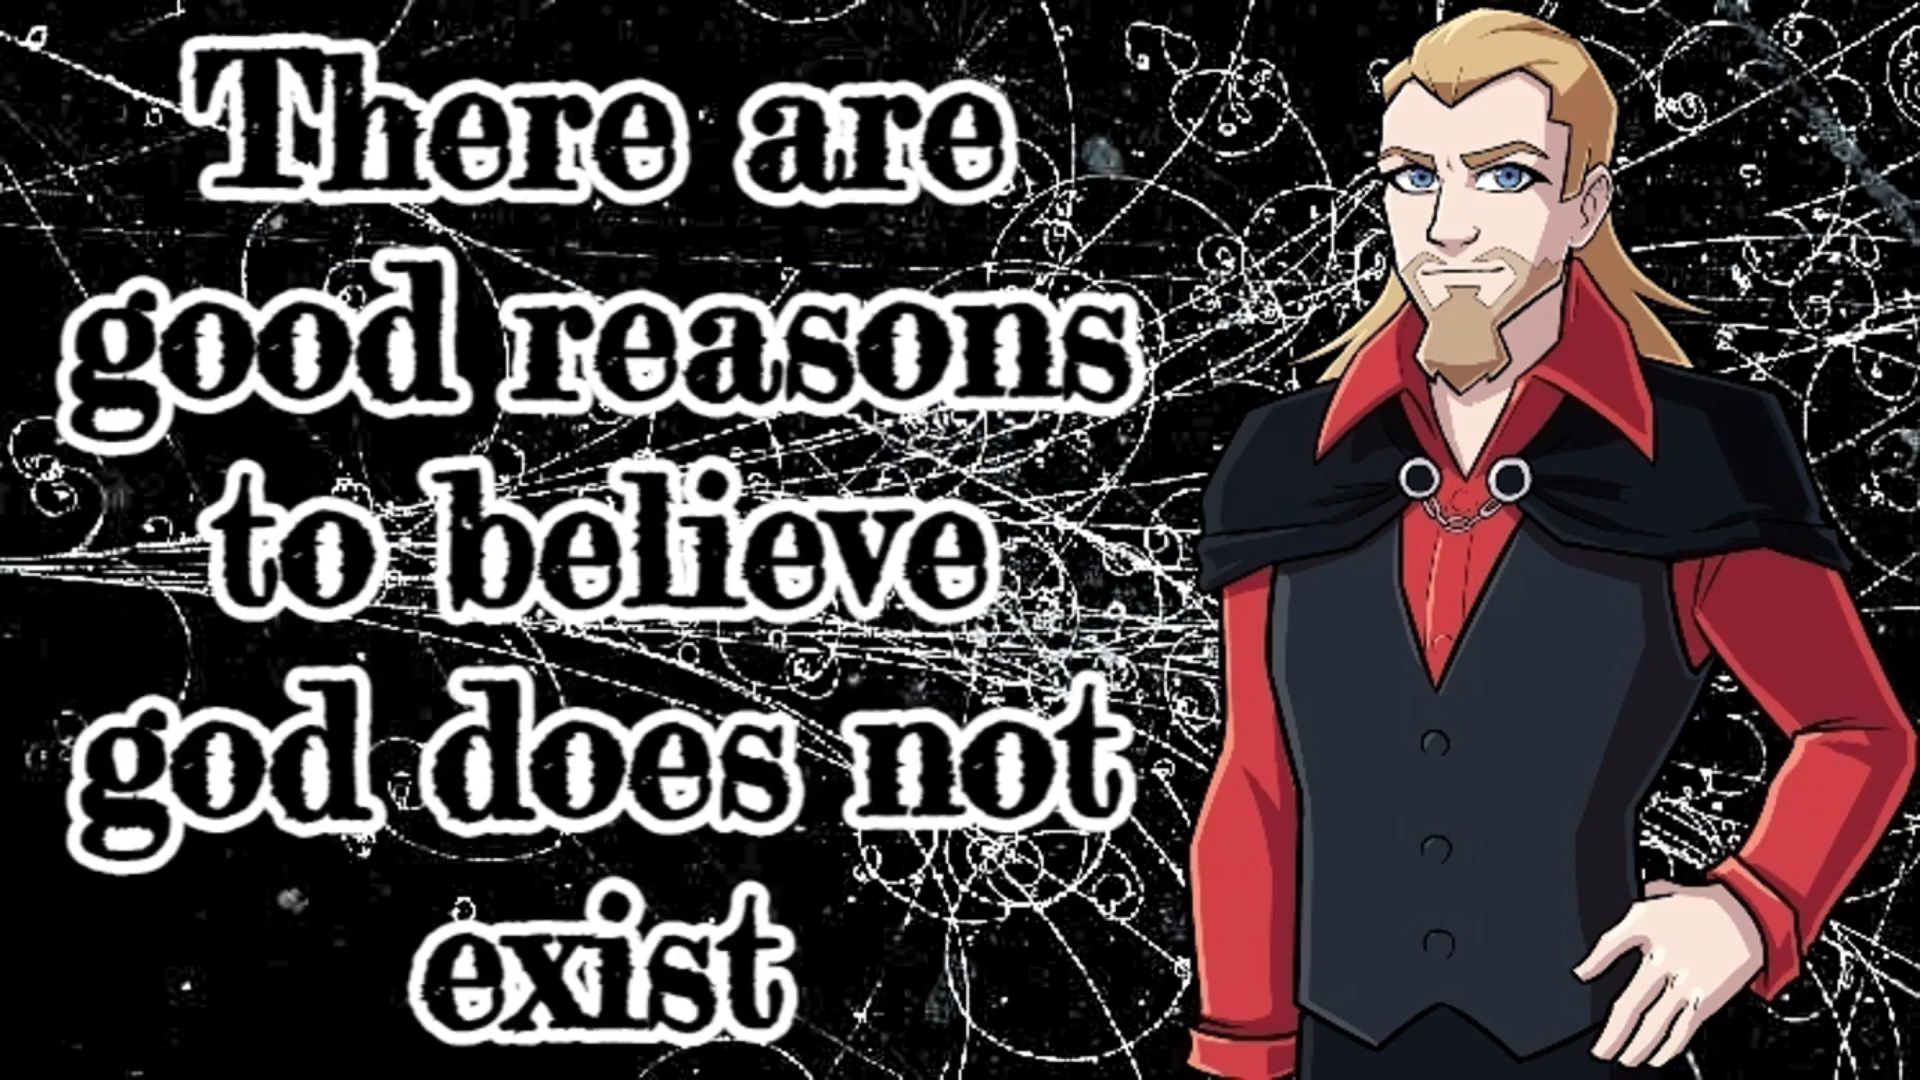 There are
good reasons
to believe
god does not
exist